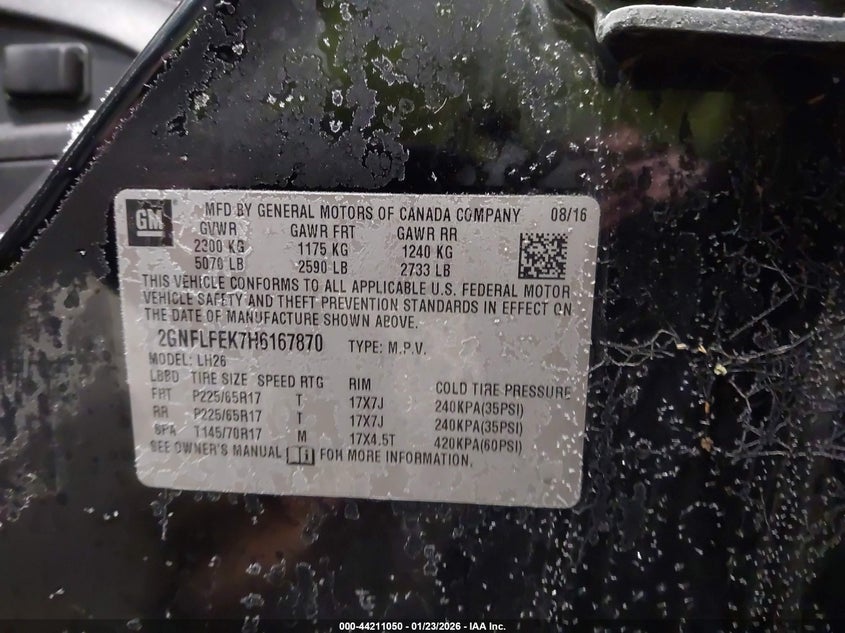 GM
MFD BY GENERAL MOTORS OF CANADA COMPANY 08/16
GVWR GAWR FRT GAWR RR
2300 KG 1175 KG 1240 KG
5070 LB 2590 LB 2733 LB
THIS VEHICLE CONFORMS TO ALL APPLICABLE U.S. FEDERAL MOTOR
VEHICLE SAFETY AND THEFT PREVENTION STANDARDS IN EFFECT ON
THE DATE OF MANUFACTURE SHOWN ABOVE.
2GNFLFEK7H6167870 TYPE: M.P.V.
MODEL: LH26
LBBD TIRE SIZE SPEED RTG RIM COLD TIRE PRESSURE
FRT P225/65R17 T 17X7J 240KPA(35PSI)
RR P225/65R17 T 17X7J 240KPA(35PSI)
SPA T145/70R17 M 17X4.5T 420KPA(60PSI)
SEE OWNER'S MANUAL FOR MORE INFORMATION.
000-44211050 - 01/23/2026 - IAA Inc.